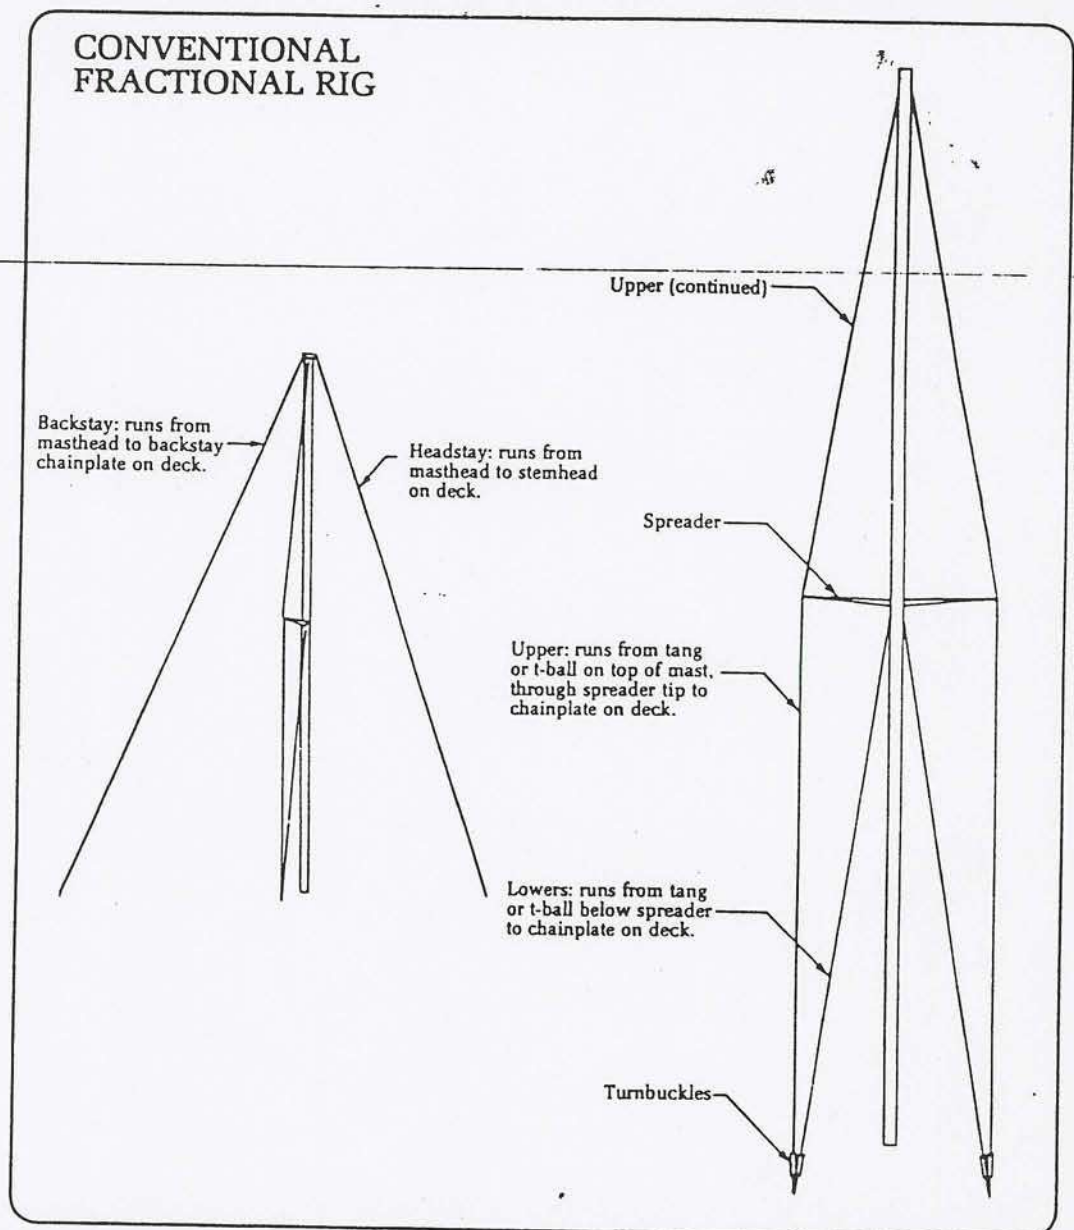 CONVENTIONAL
FRACTIONAL RIG
Upper (continued)
Backstay: runs from
masthead to backstay
chainplate on deck.
Headstay: runs from
masthead to stemhead
on deck.
Spreader
Upper: runs from tang
or t-ball on top of mast,
through spreader tip to
chainplate on deck.
Lowers: runs from tang
or t-ball below spreader
to chainplate on deck.
Turnbuckles